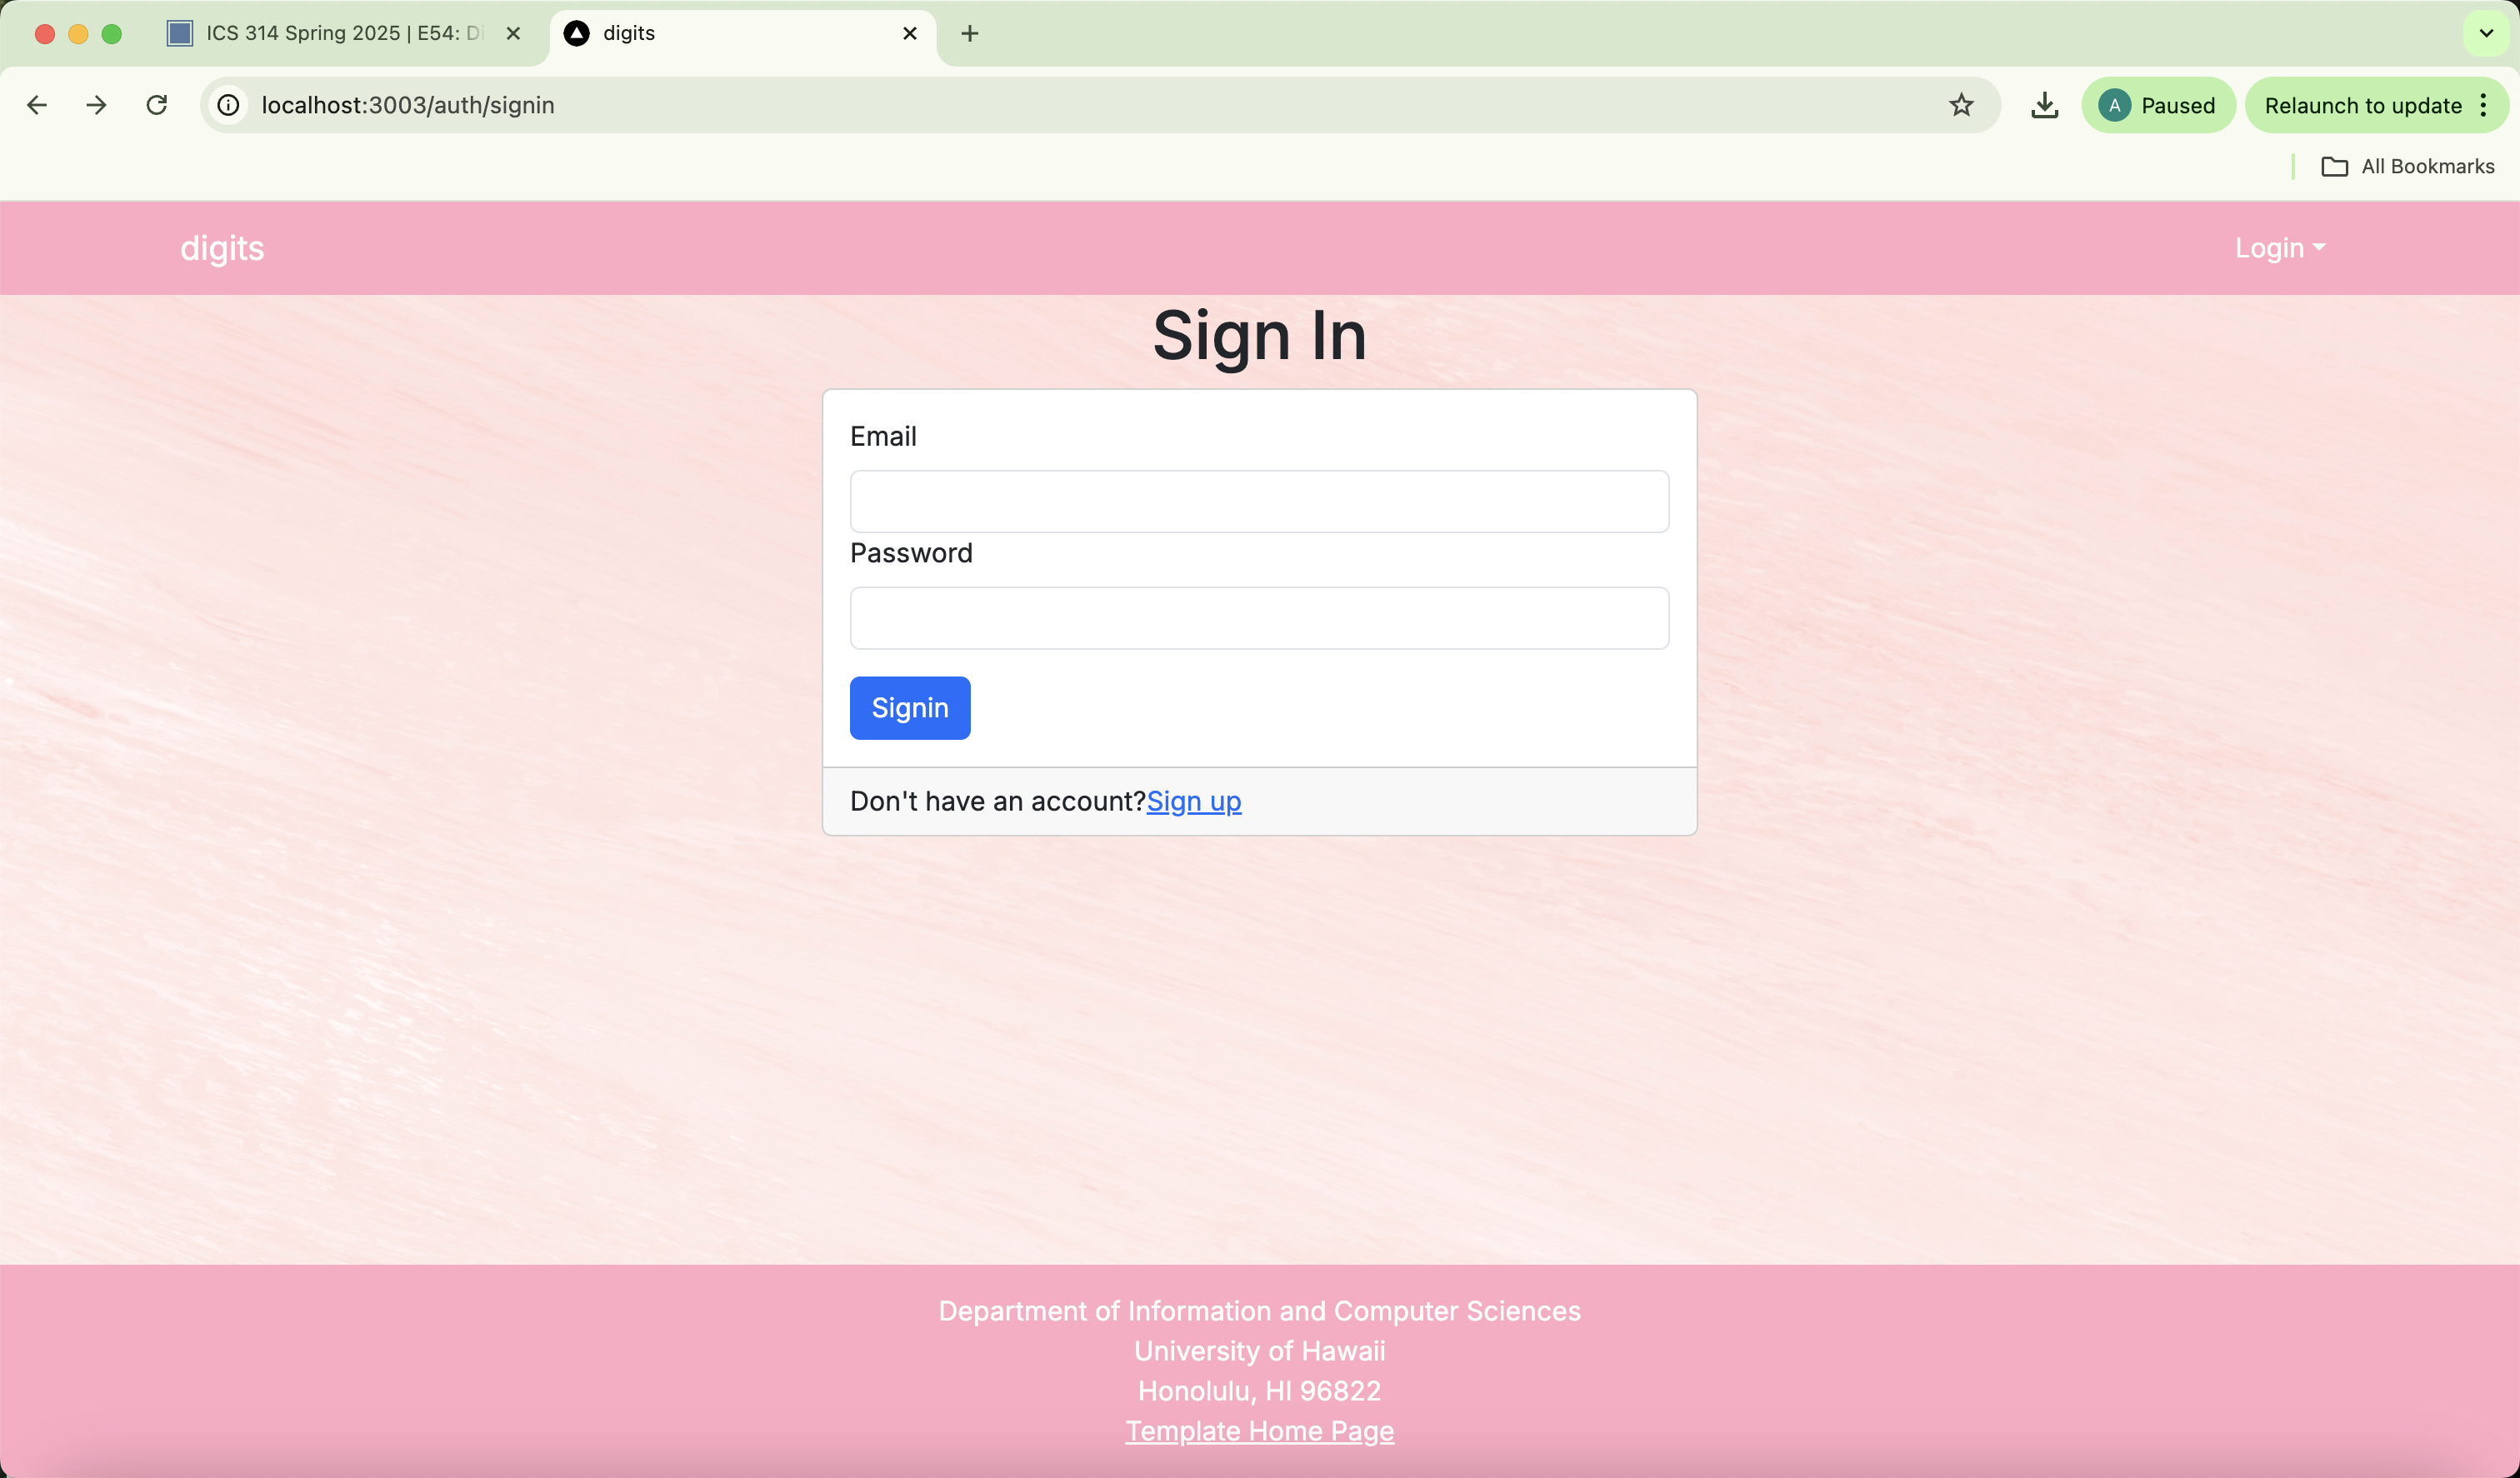 ICS 314 Spring 2025 | E54: Di
digits
localhost:3003/auth/signin
A Paused
Relaunch to update
All Bookmarks
digits
Login
Sign In
Email
Password
Signin
Don't have an account?Sign up
Department of Information and Computer Sciences
University of Hawaii
Honolulu, HI 96822
Template Home Page